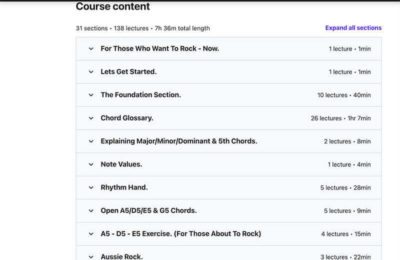 Course content
31 sections • 138 lectures • 7h 36m total length Expand all sections
For Those Who Want To Rock - Now. 1 lecture • 1min
Lets Get Started. 1 lecture • 1min
The Foundation Section. 10 lectures • 40min
Chord Glossary. 26 lectures • 1hr 7min
Explaining Major/Minor/Dominant & 5th Chords. 2 lectures • 8min
Note Values. 1 lecture • 4min
Rhythm Hand. 5 lectures • 28min
Open A5/D5/E5 & G5 Chords. 5 lectures • 9min
A5 - D5 - E5 Exercise. (For Those About To Rock) 4 lectures • 15min
Aussie Rock. 3 lectures • 22min